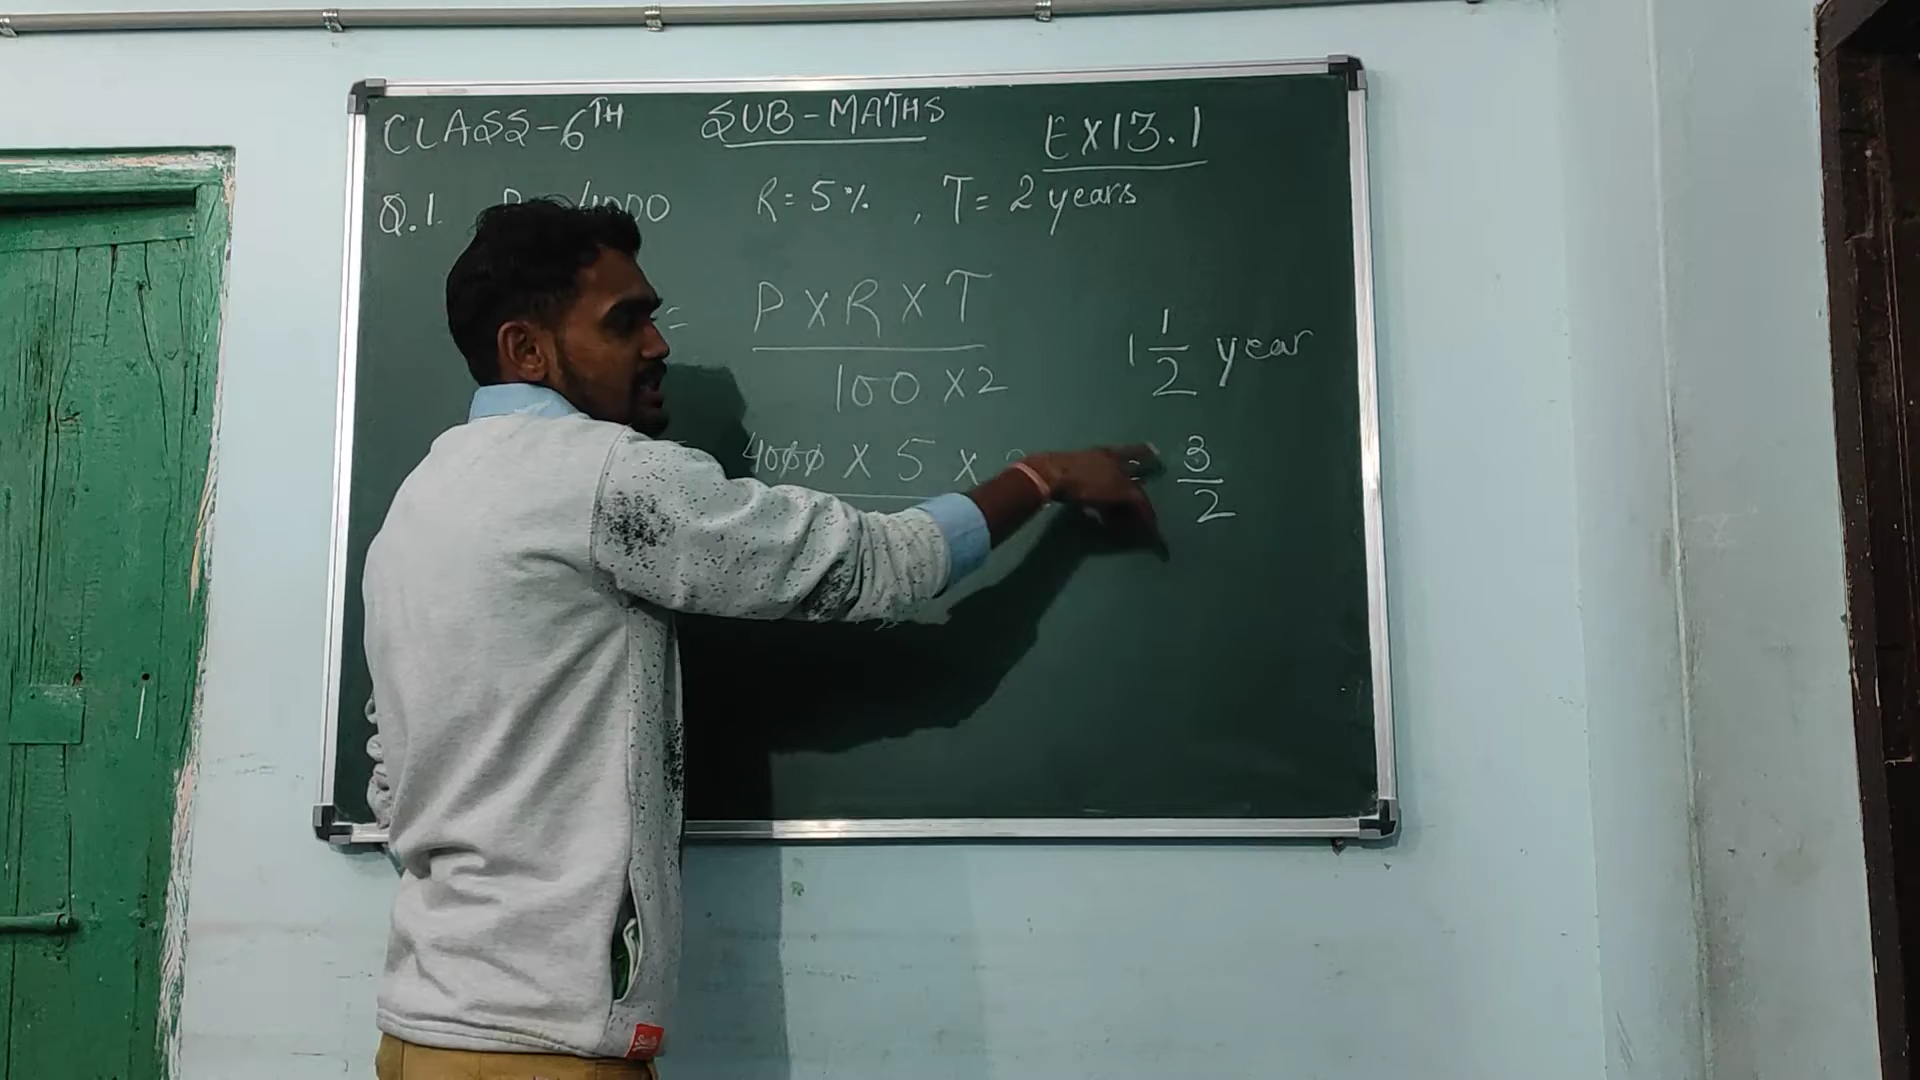 CLASS-6TH SUB-MATHS EX13.1
Q.1. R= 5% , T= 2 years
= P X R X T
100 X 2
1 1/2 year
4000 X 5 X
= 3/2